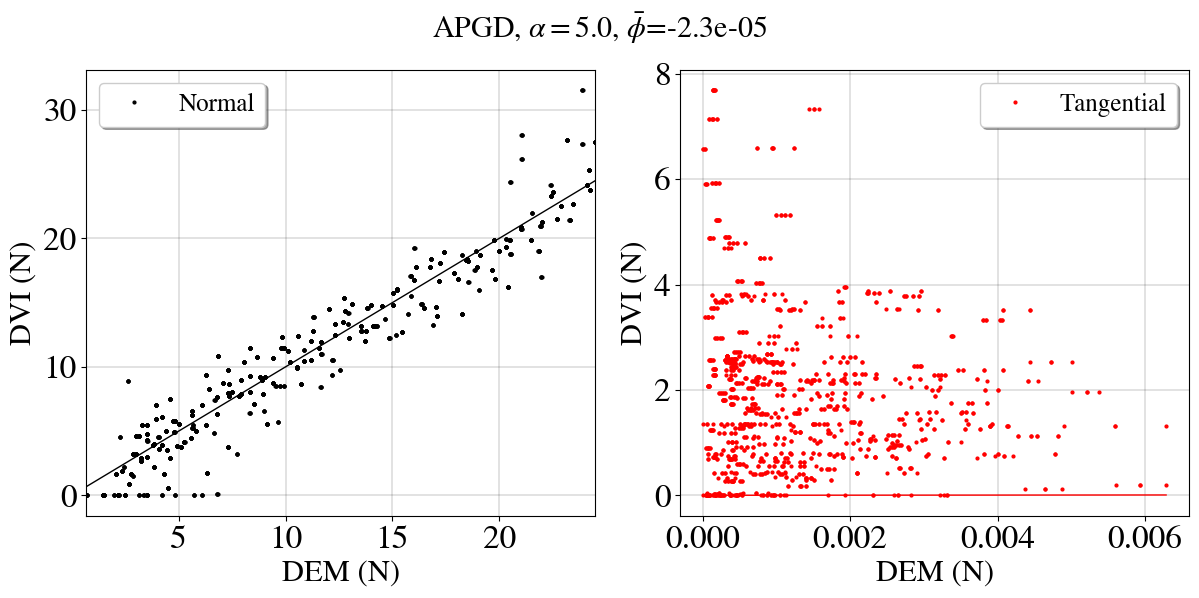 APGD, α = 5.0, ϕ̄=-2.3e-05
Normal
30
20
10
0
DVI (N)
5
10
15
20
DEM (N)
Tangential
8
6
4
2
0
DVI (N)
0.000
0.002
0.004
0.006
DEM (N)